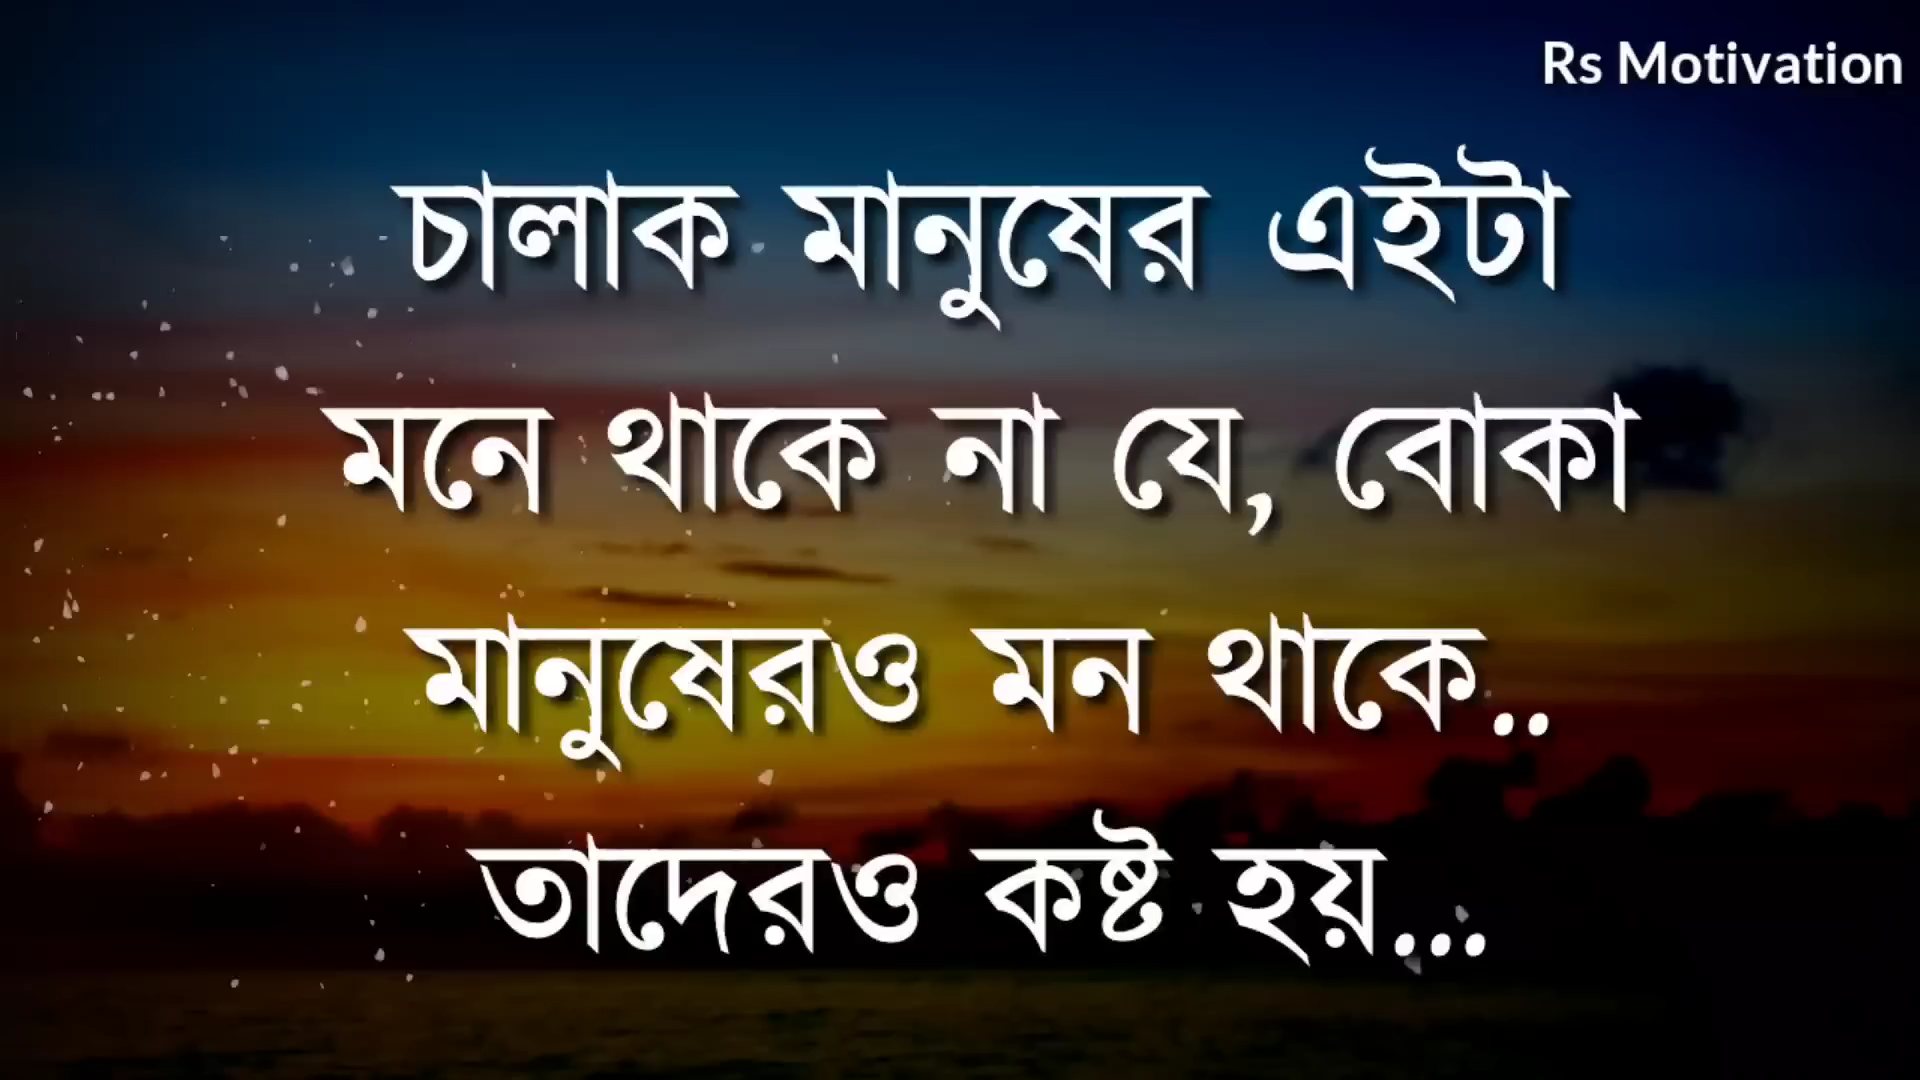 Rs Motivation
চালাক মানুষের এইটা
মনে থাকে না যে, বোকা
মানুষেরও মন থাকে..
তাদেরও কষ্ট হয়...